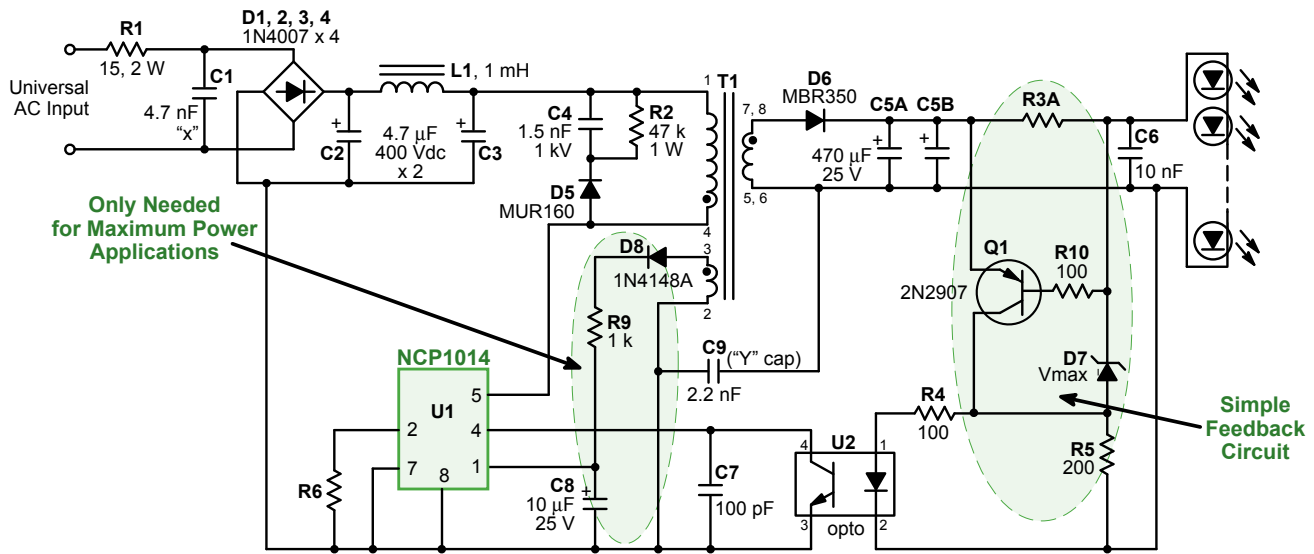 D1, 2, 3, 4
1N4007 x 4
R1
15, 2 W
Universal
AC Input
C1
4.7 nF
“x”
L1, 1 mH
C2
+
4.7 µF
400 Vdc
x 2
+
C3
C4
1.5 nF
1 kV
R2
47 k
1 W
D5
MUR160
1
T1
4
3
2
7, 8
5, 6
D6
MBR350
C5A
C5B
+
+
470 µF
25 V
R3A
C6
10 nF
Only Needed
for Maximum Power
Applications
D8
1N4148A
R9
1 k
C9
(“Y” cap)
2.2 nF
Q1
2N2907
R10
100
D7
Vmax
R4
100
R5
200
Simple
Feedback
Circuit
NCP1014
U1
5
2
4
7
1
8
R6
C8
+
10 µF
25 V
C7
100 pF
U2
4
1
3
2
opto